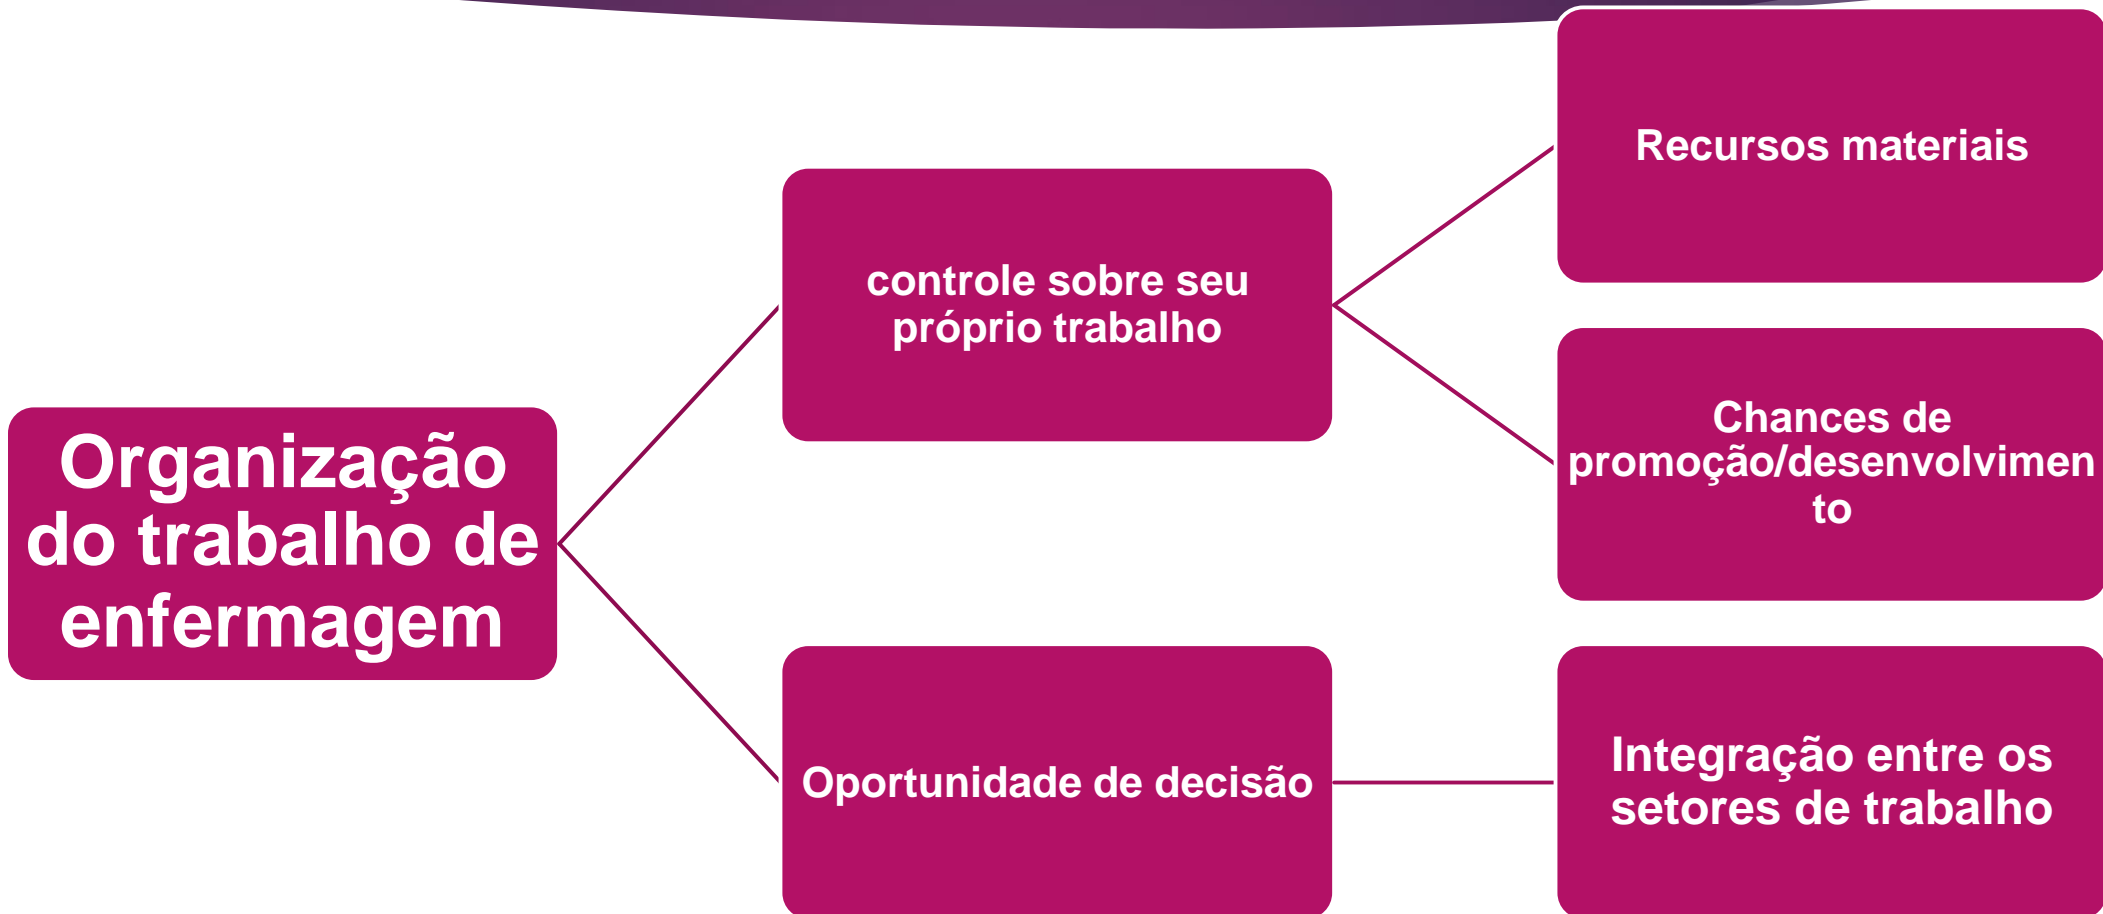 Organização
do trabalho de
enfermagem
controle sobre seu
próprio trabalho
Recursos materiais
Chances de
promoção/desenvolvimen
to
Oportunidade de decisão
Integração entre os
setores de trabalho